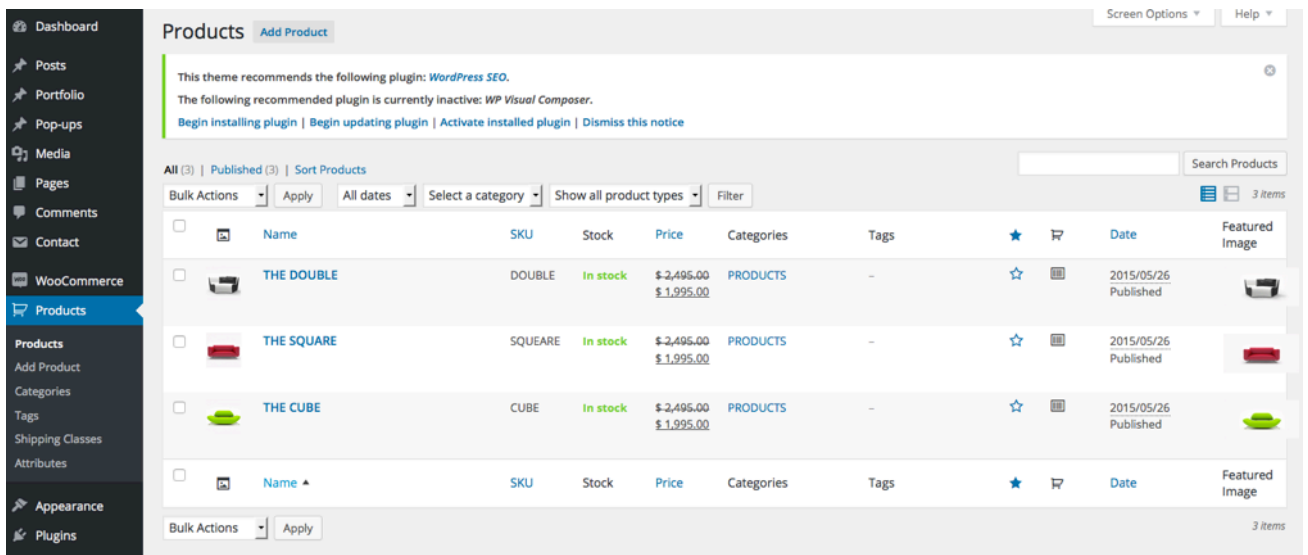 Screen Options Help
Dashboard
Posts
Portfolio
Pop-ups
Media
Pages
Comments
Contact
WooCommerce
Products
Products
Add Product
Categories
Tags
Shipping Classes
Attributes
Appearance
Plugins
Products Add Product
This theme recommends the following plugin: WordPress SEO.
The following recommended plugin is currently inactive: WP Visual Composer.
Begin installing plugin | Begin updating plugin | Activate installed plugin | Dismiss this notice
All (3) | Published (3) | Sort Products
Search Products
Bulk Actions Apply All dates Select a category Show all product types Filter 3 items
Name SKU Stock Price Categories Tags Date Featured
Image
THE DOUBLE DOUBLE In stock $ 2,495.00 PRODUCTS – 2015/05/26
$ 1,995.00 Published
THE SQUARE SQUEARE In stock $ 2,495.00 PRODUCTS – 2015/05/26
$ 1,995.00 Published
THE CUBE CUBE In stock $ 2,495.00 PRODUCTS – 2015/05/26
$ 1,995.00 Published
Name SKU Stock Price Categories Tags Date Featured
Image
Bulk Actions Apply 3 items